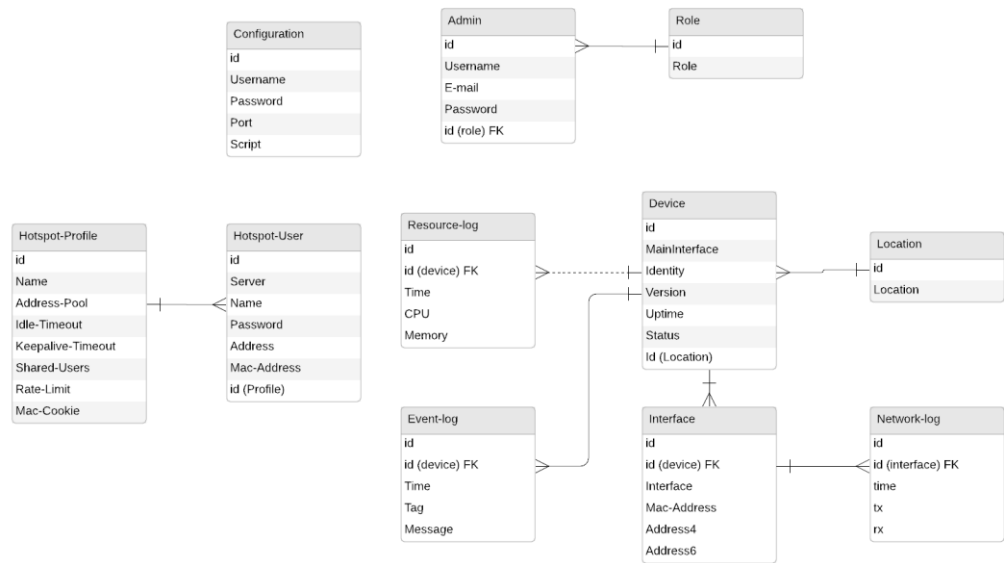 Configuration
id
Username
Password
Port
Script
Admin
id
Username
E-mail
Password
id (role) FK
Role
id
Role
Hotspot-Profile
id
Name
Address-Pool
Idle-Timeout
Keepalive-Timeout
Shared-Users
Rate-Limit
Mac-Cookie
Hotspot-User
id
Server
Name
Password
Address
Mac-Address
id (Profile)
Resource-log
id
id (device) FK
Time
CPU
Memory
Device
id
MainInterface
Identity
Version
Uptime
Status
Id (Location)
Location
id
Location
Event-log
id
id (device) FK
Time
Tag
Message
Interface
id
id (device) FK
Interface
Mac-Address
Address4
Address6
Network-log
id
id (interface) FK
time
tx
rx